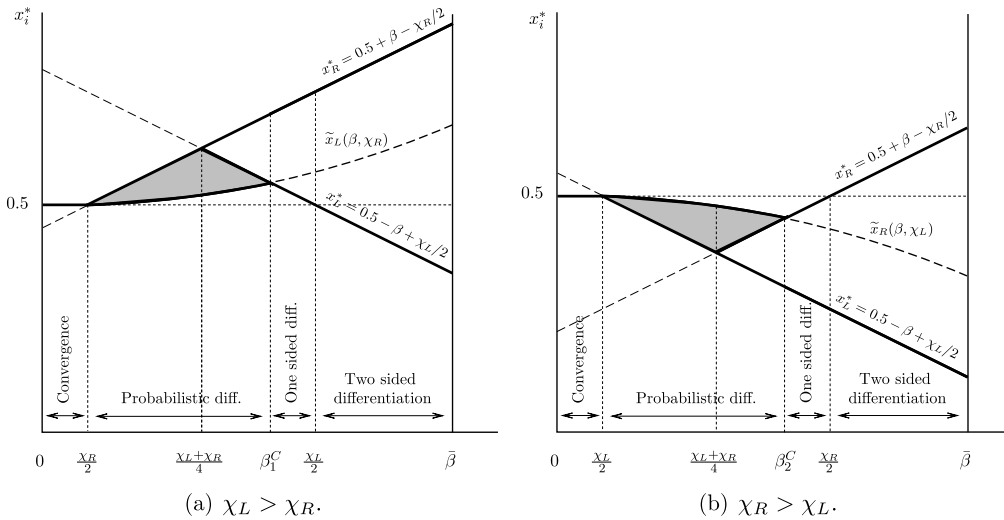 x*_i
x*_R = 0.5 + β − χ_R/2
x̃_L(β, χ_R)
0.5
x*_L = 0.5 − β + χ_L/2
Convergence
Probabilistic diff.
One sided diff.
Two sided
differentiation
0
χ_R/2
(χ_L+χ_R)/4
β^C_1
χ_L/2
β̄
(a) χ_L > χ_R.
x*_i
x*_R = 0.5 + β − χ_R/2
0.5
x̃_R(β, χ_L)
x*_L = 0.5 − β + χ_L/2
Convergence
Probabilistic diff.
One sided diff.
Two sided
differentiation
0
χ_L/2
(χ_L+χ_R)/4
β^C_2
χ_R/2
β̄
(b) χ_R > χ_L.